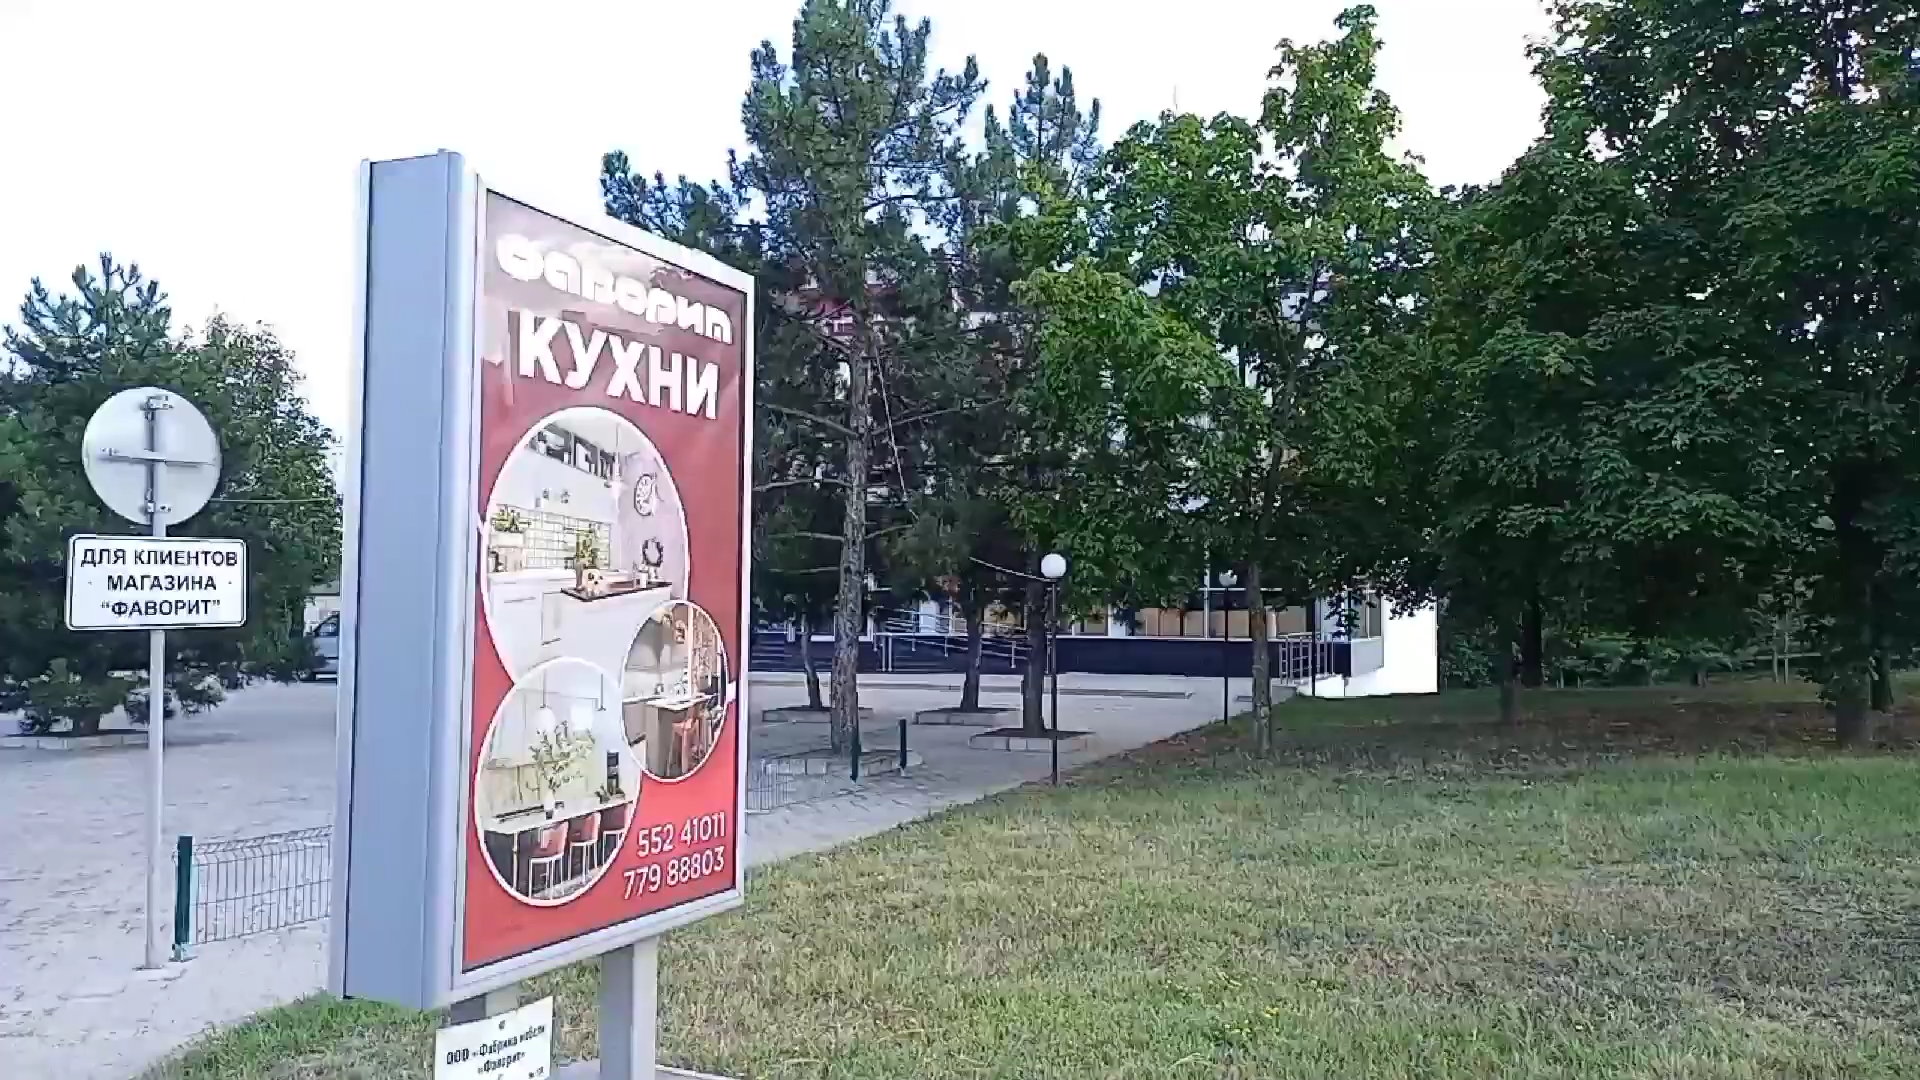 ДЛЯ КЛИЕНТОВ
МАГАЗИНА
"ФАВОРИТ"
фаворит
КУХНИ
552 41011
779 88803
ООО «Фабрика мебели
«Фаворит»